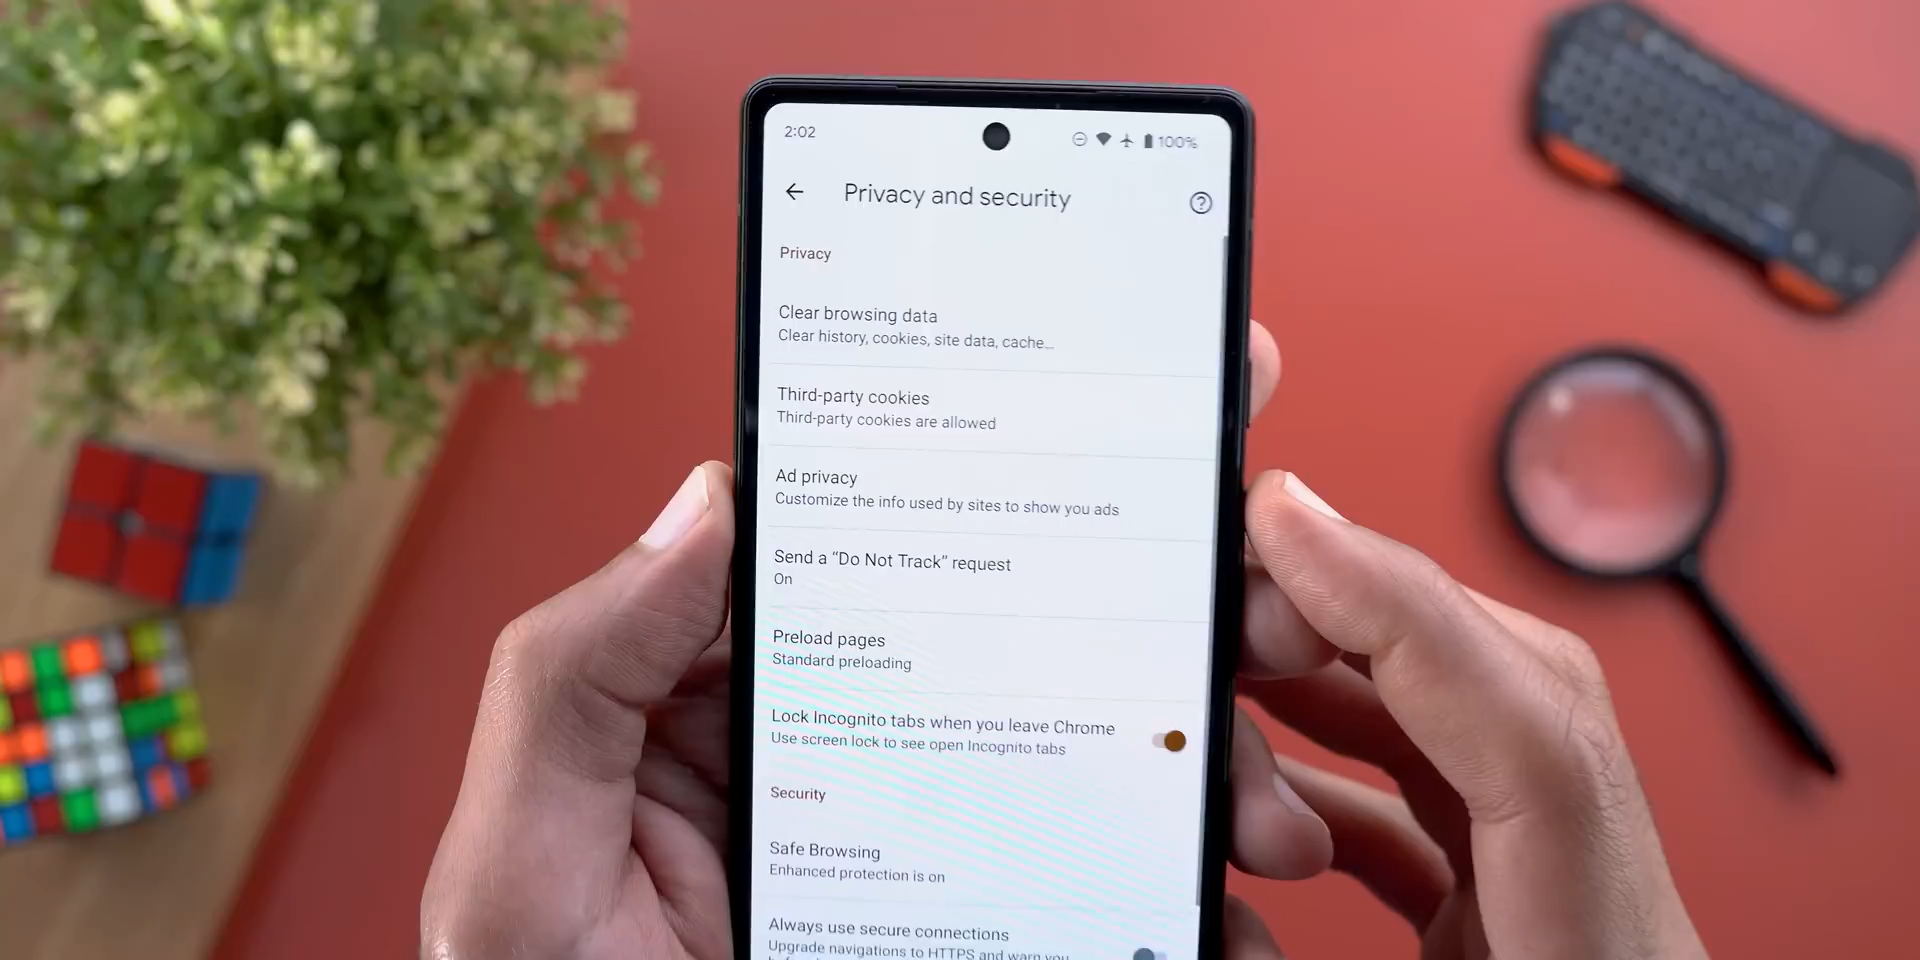 2:02
100%
Privacy and security
Privacy
Clear browsing data
Clear history, cookies, site data, cache…
Third-party cookies
Third-party cookies are allowed
Ad privacy
Customize the info used by sites to show you ads
Send a “Do Not Track” request
On
Preload pages
Standard preloading
Lock Incognito tabs when you leave Chrome
Use screen lock to see open Incognito tabs
Security
Safe Browsing
Enhanced protection is on
Always use secure connections
Upgrade navigations to HTTPS and warn you